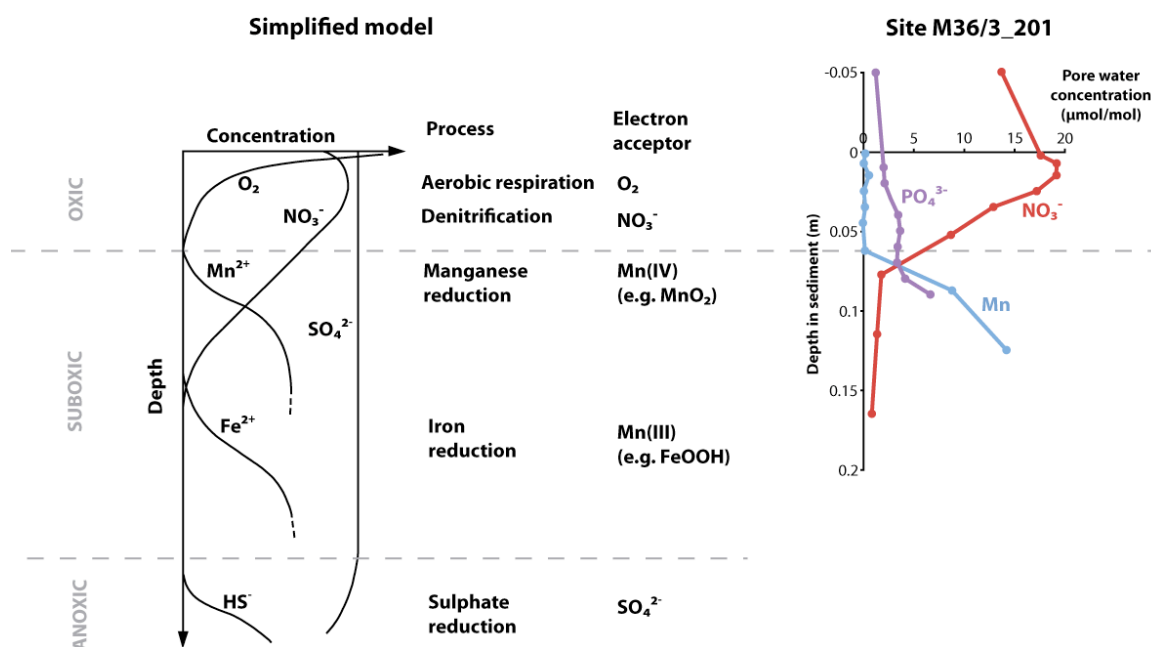 Simplified model
Concentration
Process
Electron
acceptor
OXIC
O₂
Aerobic respiration
O₂
NO₃⁻
Denitrification
NO₃⁻
SUBOXIC
Depth
Mn²⁺
Manganese
reduction
Mn(IV)
(e.g. MnO₂)
SO₄²⁻
Fe²⁺
Iron
reduction
Mn(III)
(e.g. FeOOH)
ANOXIC
HS⁻
Sulphate
reduction
SO₄²⁻
Site M36/3_201
Pore water
concentration
(µmol/mol)
-0.05
0 5 10 15 20
0
0.05
0.1
0.15
0.2
Depth in sediment (m)
PO₄³⁻
NO₃⁻
Mn